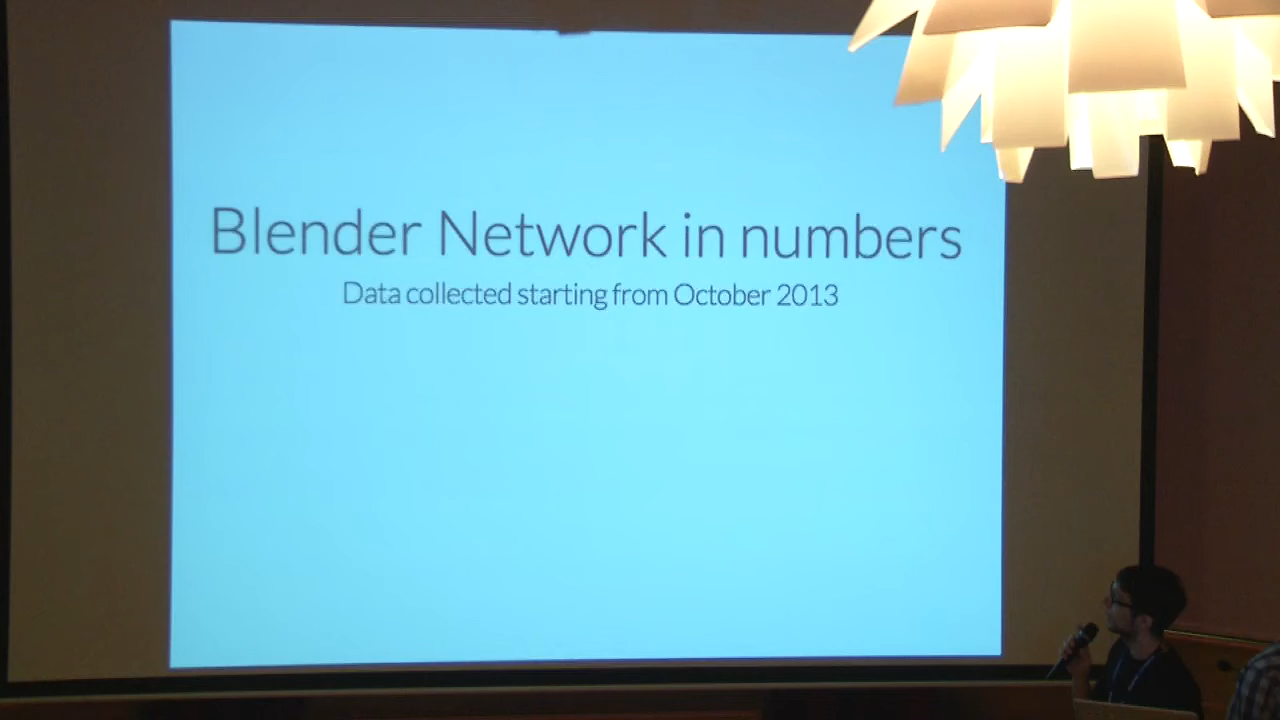 Blender Network in numbers
Data collected starting from October 2013